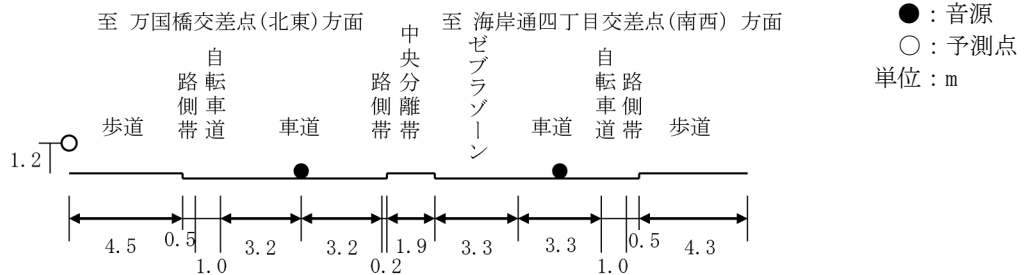 至 万国橋交差点(北東)方面
至 海岸通四丁目交差点(南西) 方面
●：音源
○：予測点
単位：m
歩道
路側帯
自転車道
車道
路側帯
中央分離帯
ゼブラゾーン
車道
自転車道
路側帯
歩道
1.2
4.5
0.5
1.0
3.2
3.2
0.2
1.9
3.3
3.3
1.0
0.5
4.3